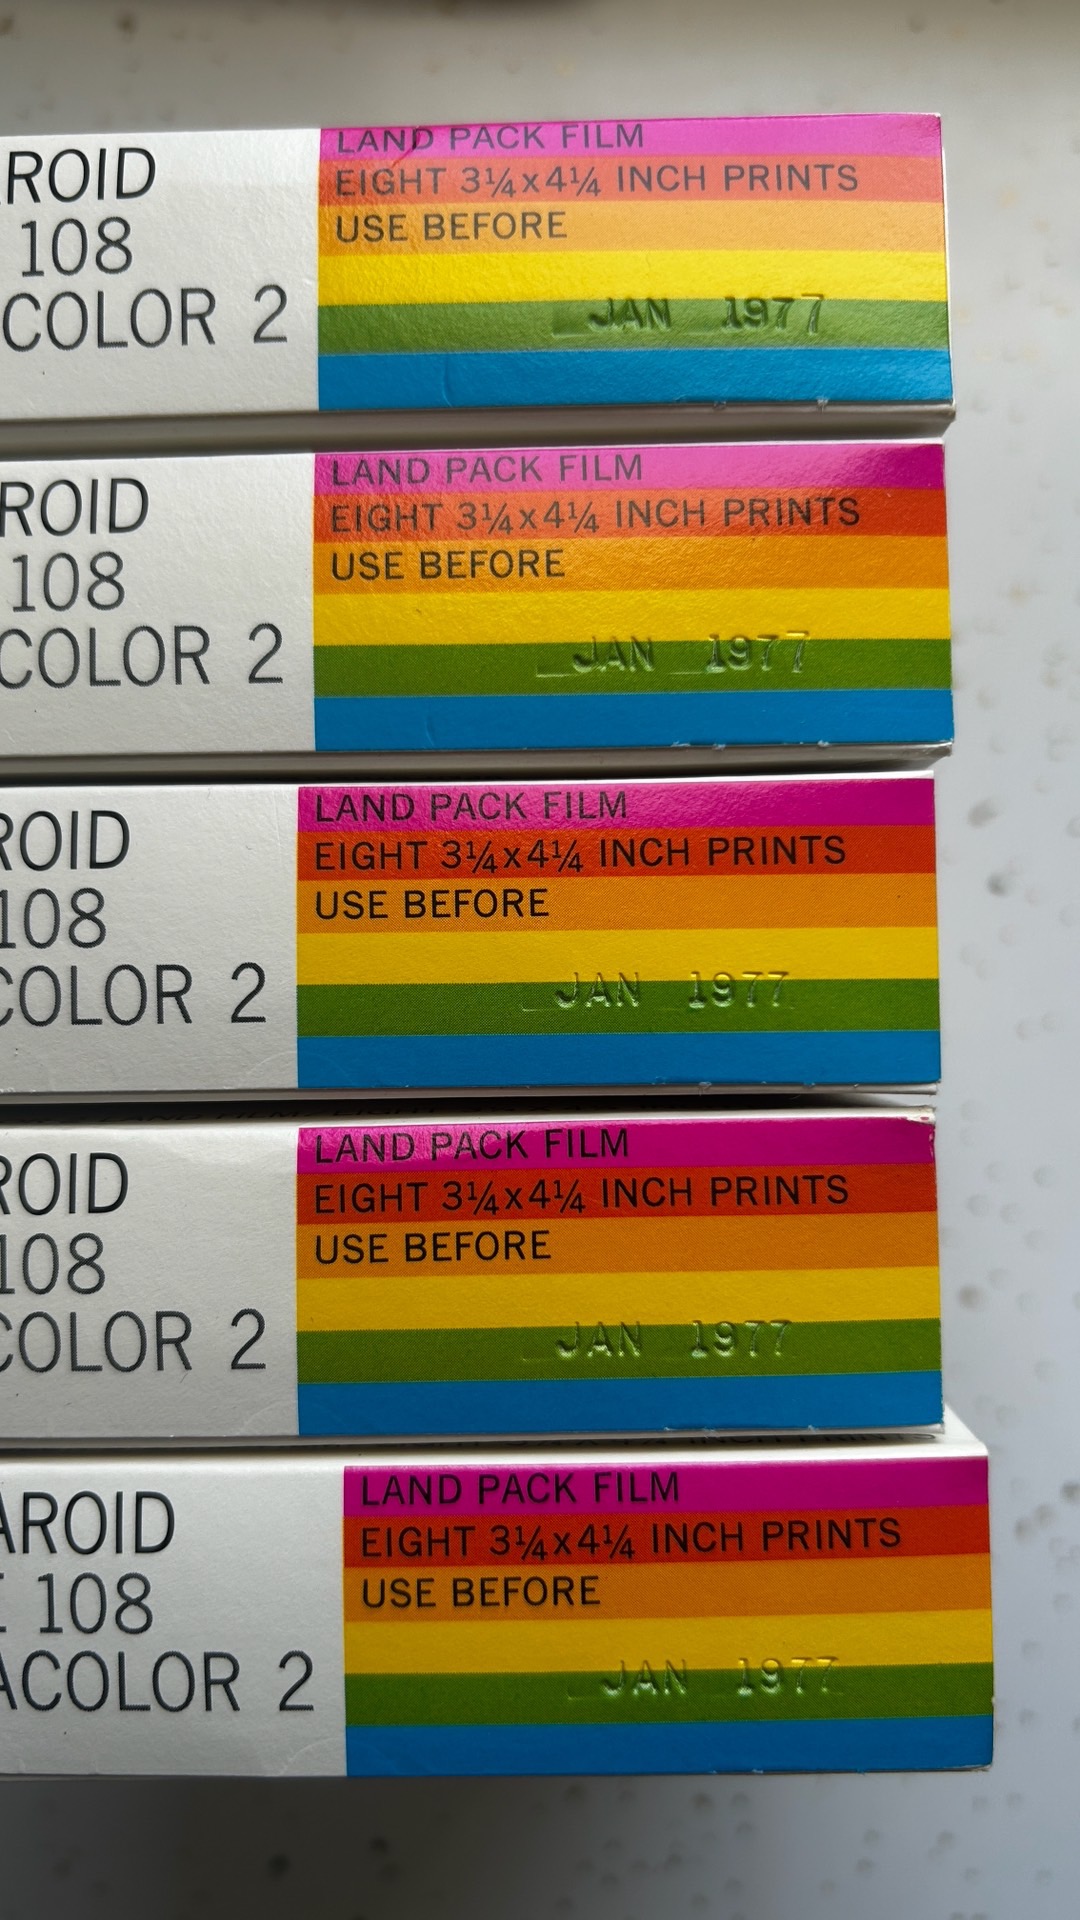 ROID
108
COLOR 2
LAND PACK FILM
EIGHT 3¼x4¼ INCH PRINTS
USE BEFORE
JAN 1977
ROID
108
COLOR 2
LAND PACK FILM
EIGHT 3¼x4¼ INCH PRINTS
USE BEFORE
JAN 1977
ROID
108
COLOR 2
LAND PACK FILM
EIGHT 3¼x4¼ INCH PRINTS
USE BEFORE
JAN 1977
ROID
108
COLOR 2
LAND PACK FILM
EIGHT 3¼x4¼ INCH PRINTS
USE BEFORE
JAN 1977
AROID
108
ACOLOR 2
LAND PACK FILM
EIGHT 3¼x4¼ INCH PRINTS
USE BEFORE
JAN 1977